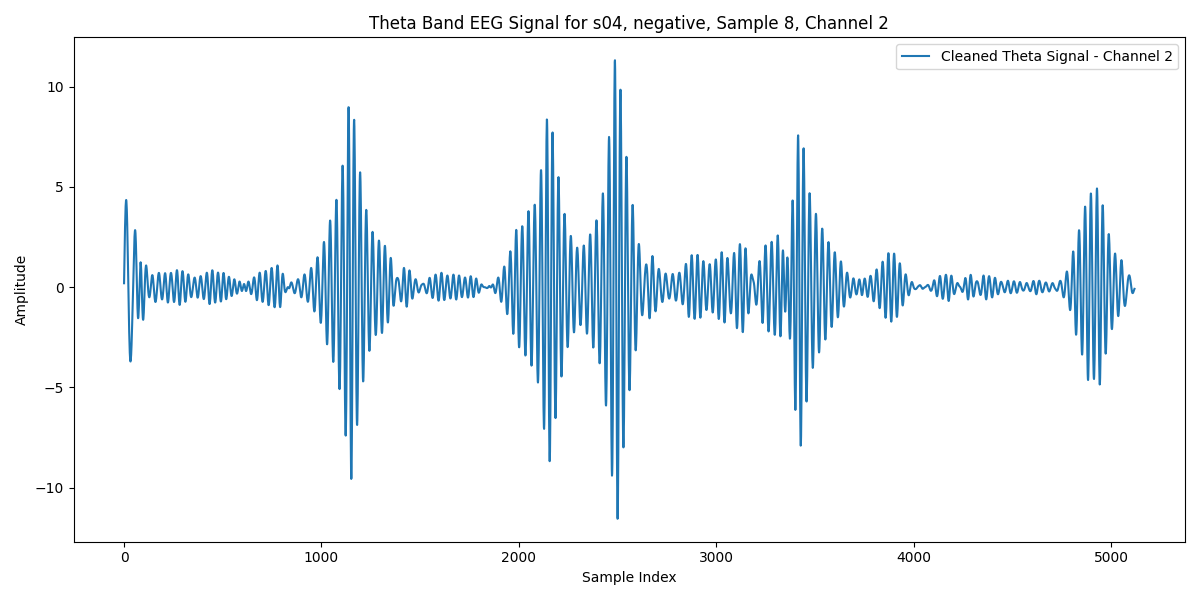 Theta Band EEG Signal for s04, negative, Sample 8, Channel 2
Cleaned Theta Signal - Channel 2
Amplitude
10
5
0
−5
−10
0 1000 2000 3000 4000 5000
Sample Index